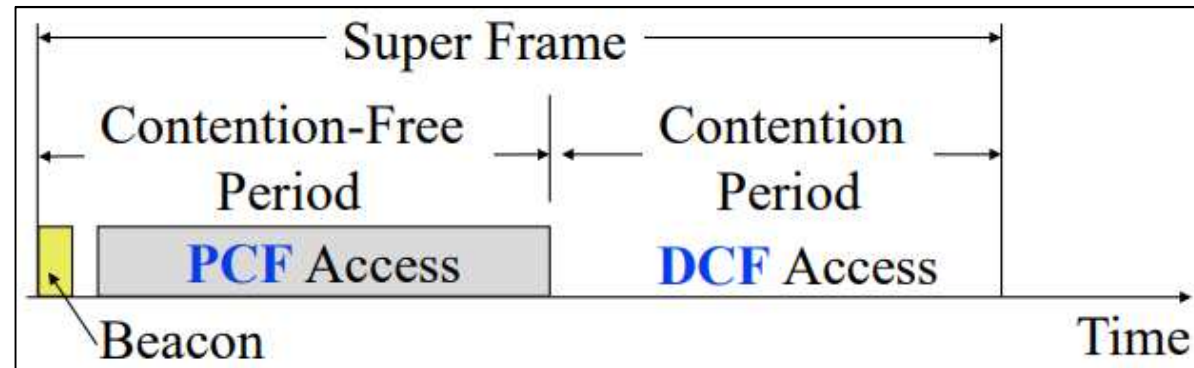 Super Frame
Contention-Free
Period
Contention
Period
PCF Access
DCF Access
Beacon
Time